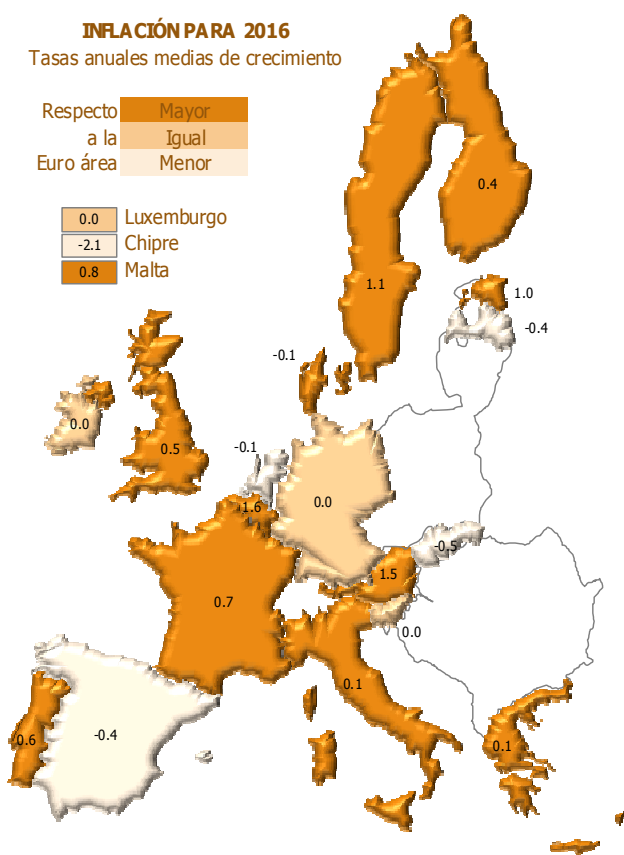 INFLACIÓN PARA 2016
Tasas anuales medias de crecimiento
Respecto Mayor
a la Igual
Euro área Menor
0.0 Luxemburgo
-2.1 Chipre
0.8 Malta
0.4
1.1
1.0
-0.4
-0.1
0.0
0.5
-0.1
1.6
0.0
-0.5
1.5
0.7
0.0
0.1
0.6
-0.4
0.1